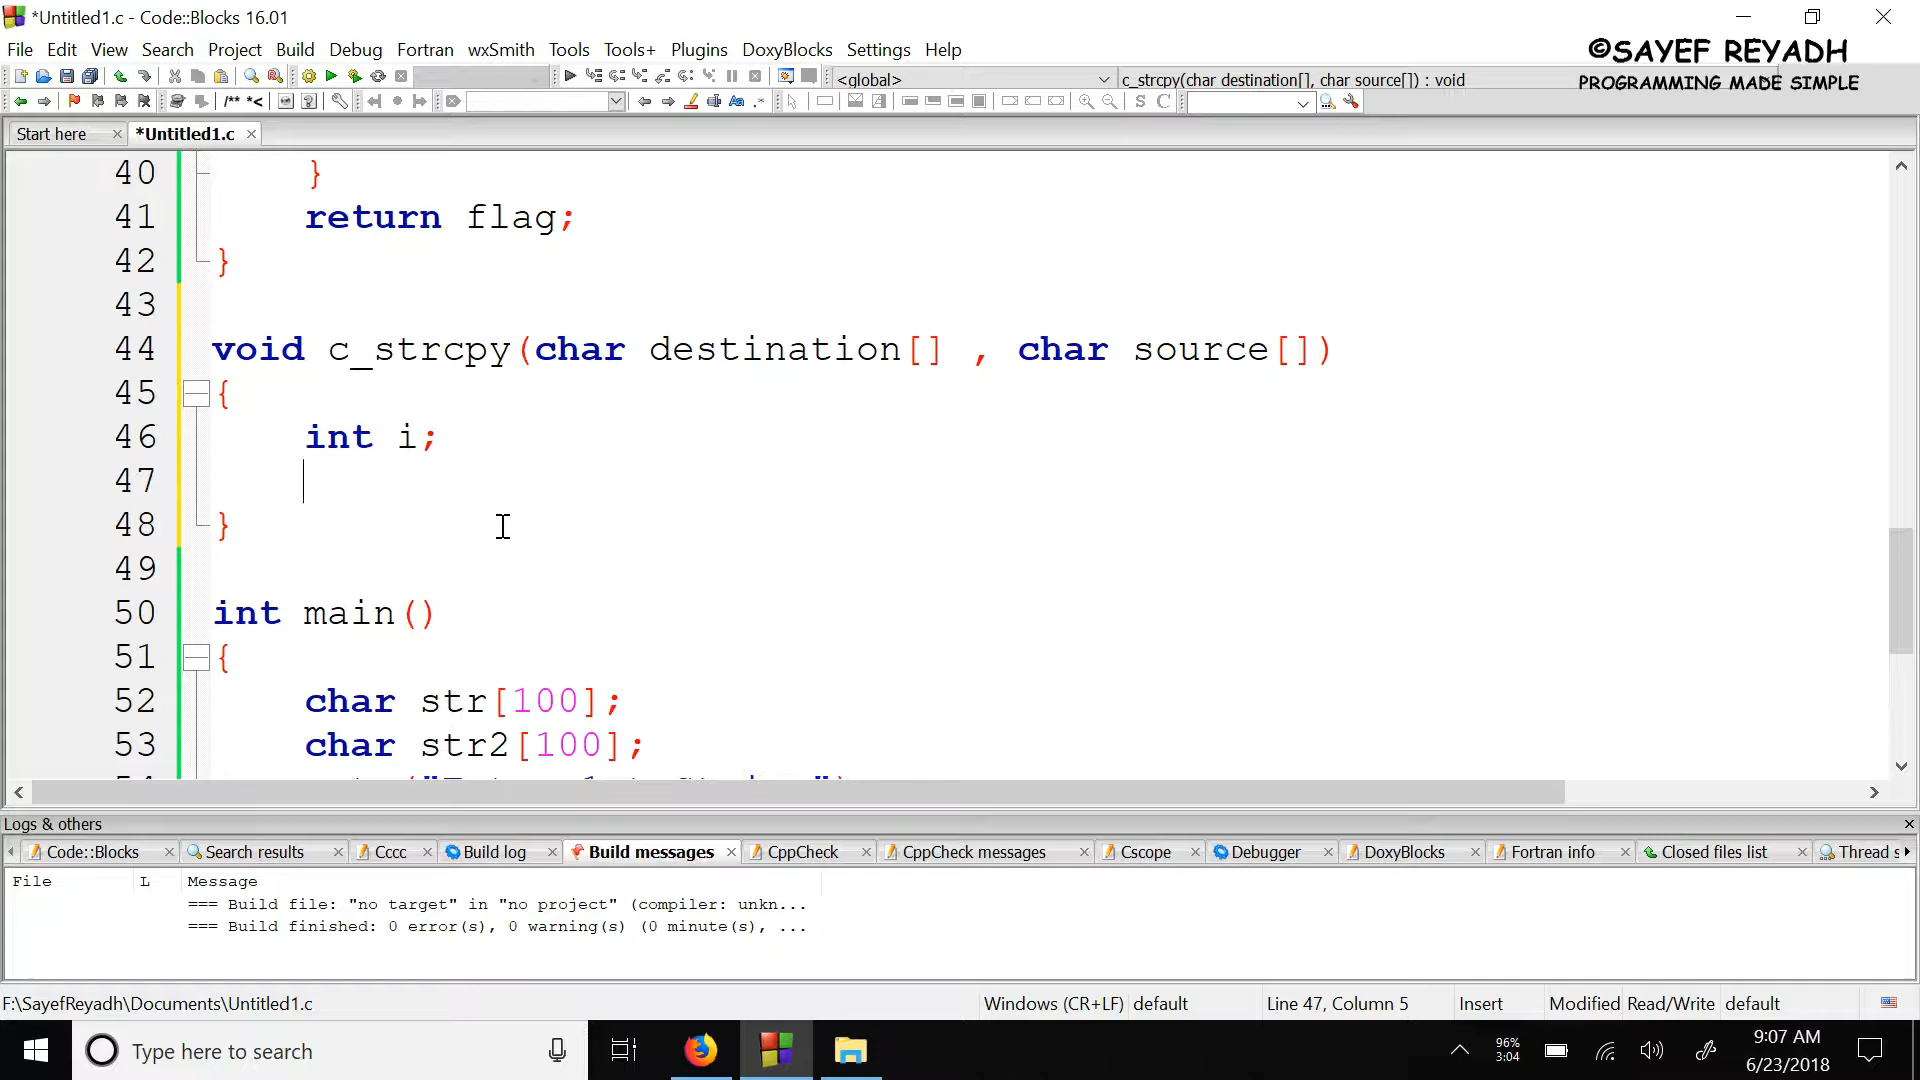 *Untitled1.c - Code::Blocks 16.01
File Edit View Search Project Build Debug Fortran wxSmith Tools Tools+ Plugins DoxyBlocks Settings Help
©SAYEF REYADH
PROGRAMMING MADE SIMPLE
<global> c_strcpy(char destination[], char source[]) : void
/** *<
Start here *Untitled1.c
40 }
41 return flag;
42 }
43
44 void c_strcpy(char destination[] , char source[])
45 {
46 int i;
47
48 }
49
50 int main()
51 {
52 char str[100];
53 char str2[100];
Logs & others
Code::Blocks Search results Cccc Build log Build messages CppCheck CppCheck messages Cscope Debugger DoxyBlocks Fortran info Closed files list Thread s
File L Message
=== Build file: "no target" in "no project" (compiler: unkn...
=== Build finished: 0 error(s), 0 warning(s) (0 minute(s), ...
F:\SayefReyadh\Documents\Untitled1.c Windows (CR+LF) default Line 47, Column 5 Insert Modified Read/Write default
Type here to search
96%
3:04
9:07 AM
6/23/2018